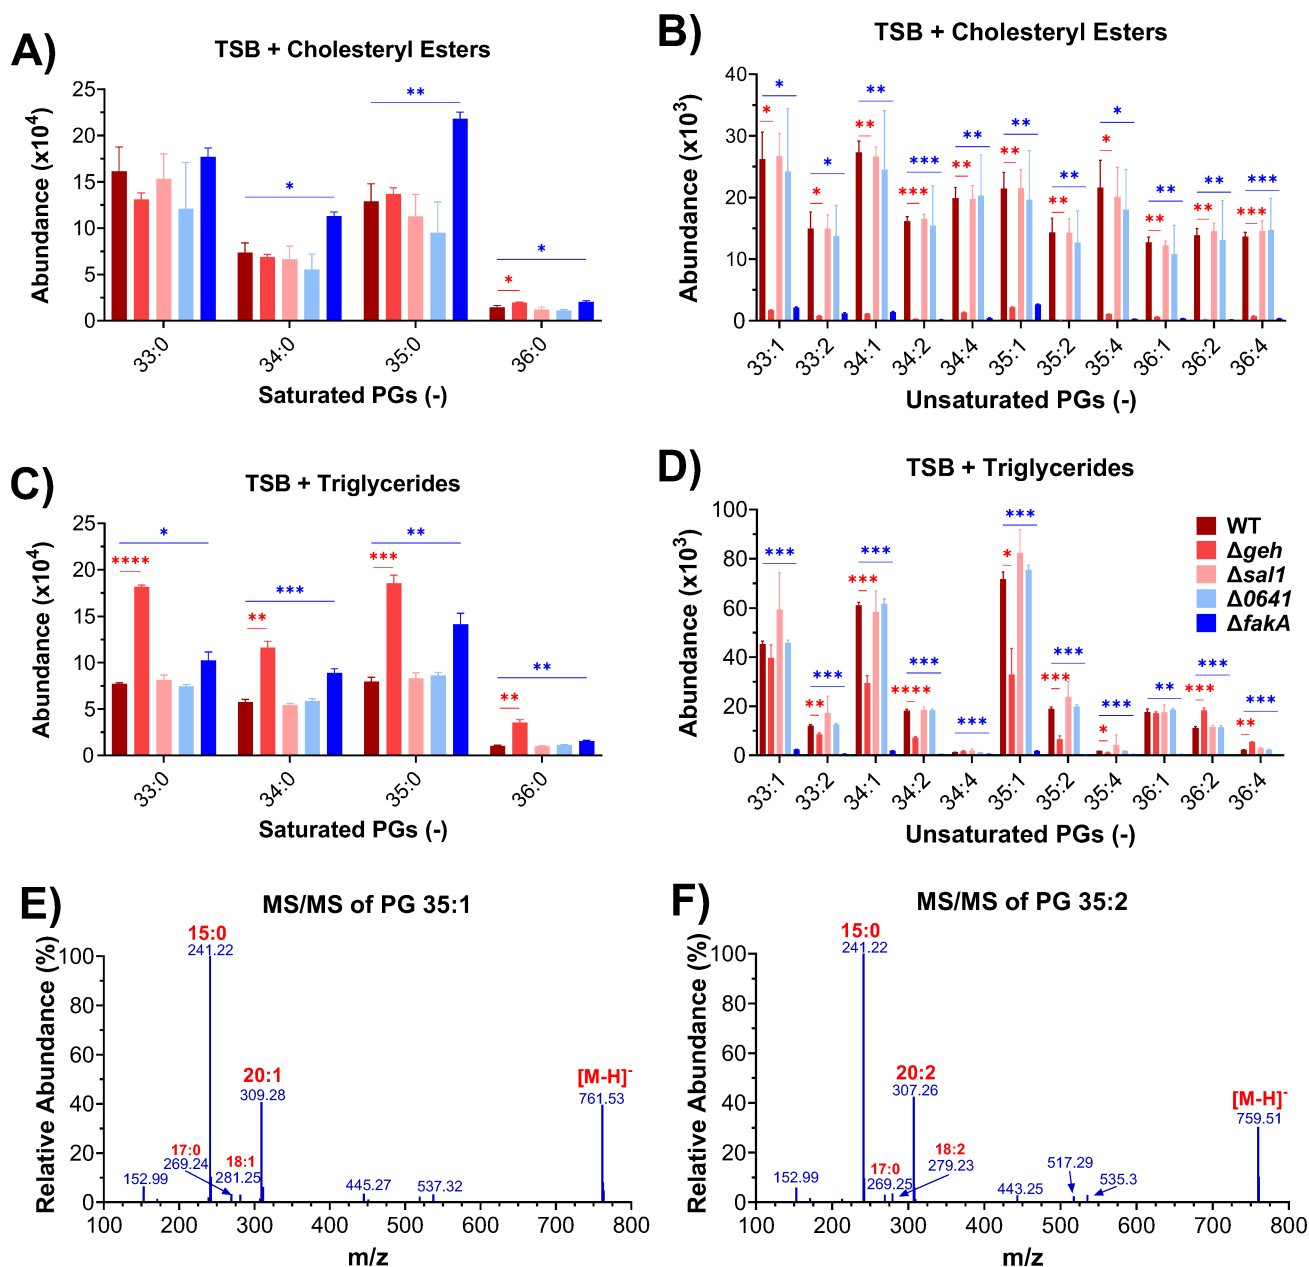 A)
TSB + Cholesteryl Esters
Abundance (x10⁴)
25
20
15
10
5
0
*
**
*
*
33:0
34:0
35:0
36:0
Saturated PGs (-)
B)
TSB + Cholesteryl Esters
Abundance (x10³)
40
30
20
10
0
* ** *** ** ** ** * ** ** ***
* * ** *** ** ** ** * ** ** ***
33:1
33:2
34:1
34:2
34:4
35:1
35:2
35:4
36:1
36:2
36:4
Unsaturated PGs (-)
C)
TSB + Triglycerides
Abundance (x10⁴)
25
20
15
10
5
0
*
****
***
**
**
***
**
**
33:0
34:0
35:0
36:0
Saturated PGs (-)
D)
TSB + Triglycerides
Abundance (x10³)
100
80
60
40
20
0
*** *** *** *** *** *** *** *** ** *** ***
** *** **** * *** * *** **
33:1
33:2
34:1
34:2
34:4
35:1
35:2
35:4
36:1
36:2
36:4
Unsaturated PGs (-)
WT
Δgeh
Δsal1
Δ0641
ΔfakA
E)
MS/MS of PG 35:1
Relative Abundance (%)
100
80
60
40
20
0
15:0
241.22
20:1
309.28
[M-H]⁻
761.53
17:0
269.24
18:1
281.25
152.99
445.27
537.32
100 200 300 400 500 600 700 800
m/z
F)
MS/MS of PG 35:2
Relative Abundance (%)
100
80
60
40
20
0
15:0
241.22
20:2
307.26
[M-H]⁻
759.51
18:2
279.23
17:0
269.25
152.99
443.25
517.29
535.3
100 200 300 400 500 600 700 800
m/z